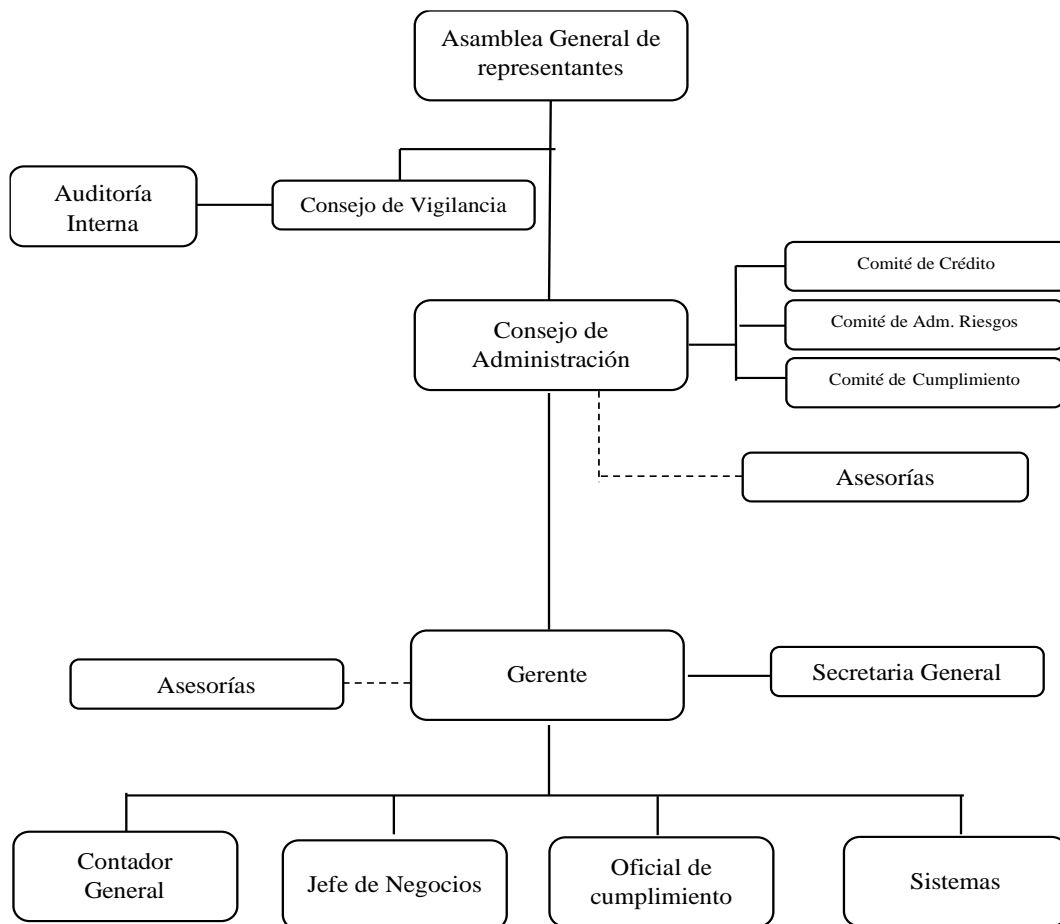 Asamblea General de
representantes
Auditoría
Interna
Consejo de Vigilancia
Comité de Crédito
Consejo de
Administración
Comité de Adm. Riesgos
Comité de Cumplimiento
Asesorías
Asesorías
Gerente
Secretaria General
Contador
General
Jefe de Negocios
Oficial de
cumplimiento
Sistemas